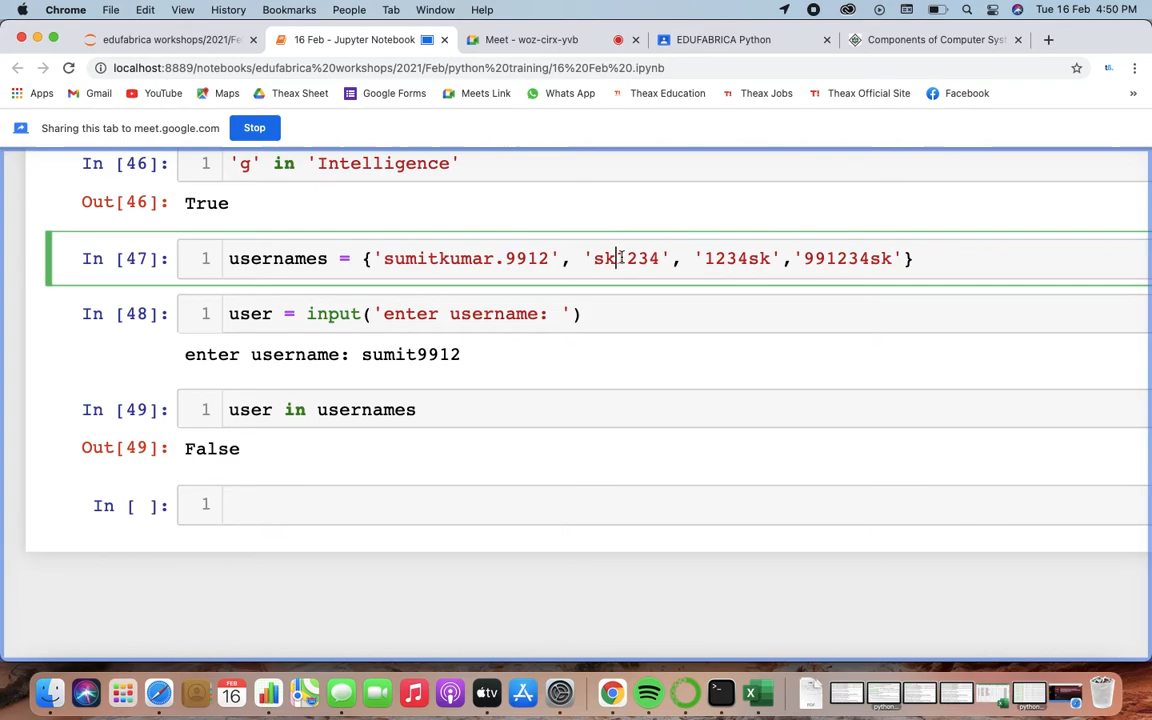 Chrome File Edit View History Bookmarks People Tab Window Help Tue 16 Feb 4:50 PM
edufabrica workshops/2021/Fe 16 Feb - Jupyter Notebook Meet - woz-cirx-yvb EDUFABRICA Python Components of Computer Sys
localhost:8889/notebooks/edufabrica%20workshops/2021/Feb/python%20training/16%20Feb%20.ipynb
Apps Gmail YouTube Maps Theax Sheet Google Forms Meets Link Whats App Theax Education Theax Jobs Theax Official Site Facebook »
Sharing this tab to meet.google.com Stop
In [46]: 1 'g' in 'Intelligence'
Out[46]: True
In [47]: 1 usernames = {'sumitkumar.9912', 'sk1234', '1234sk','991234sk'}
In [48]: 1 user = input('enter username: ')
enter username: sumit9912
In [49]: 1 user in usernames
Out[49]: False
In [ ]: 1
FEB
16
tv
X
python
python